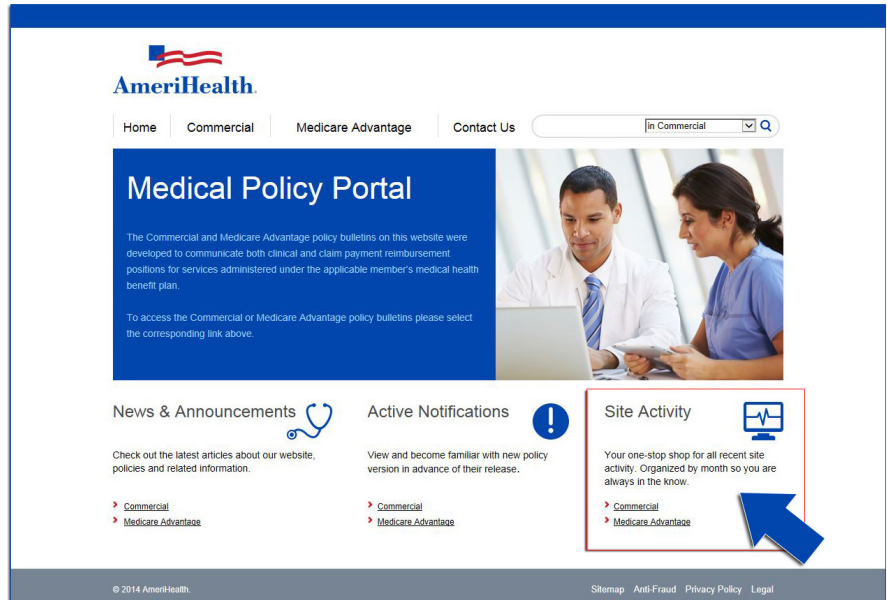 AmeriHealth.
Home Commercial Medicare Advantage Contact Us in Commercial
Medical Policy Portal
The Commercial and Medicare Advantage policy bulletins on this website were
developed to communicate both clinical and claim payment reimbursement
positions for services administered under the applicable member's medical health
benefit plan.
To access the Commercial or Medicare Advantage policy bulletins please select
the corresponding link above.
News & Announcements
Check out the latest articles about our website,
policies and related information.
Commercial
Medicare Advantage
Active Notifications
View and become familiar with new policy
version in advance of their release.
Commercial
Medicare Advantage
Site Activity
Your one-stop shop for all recent site
activity. Organized by month so you are
always in the know.
Commercial
Medicare Advantage
© 2014 AmeriHealth. Sitemap Anti-Fraud Privacy Policy Legal